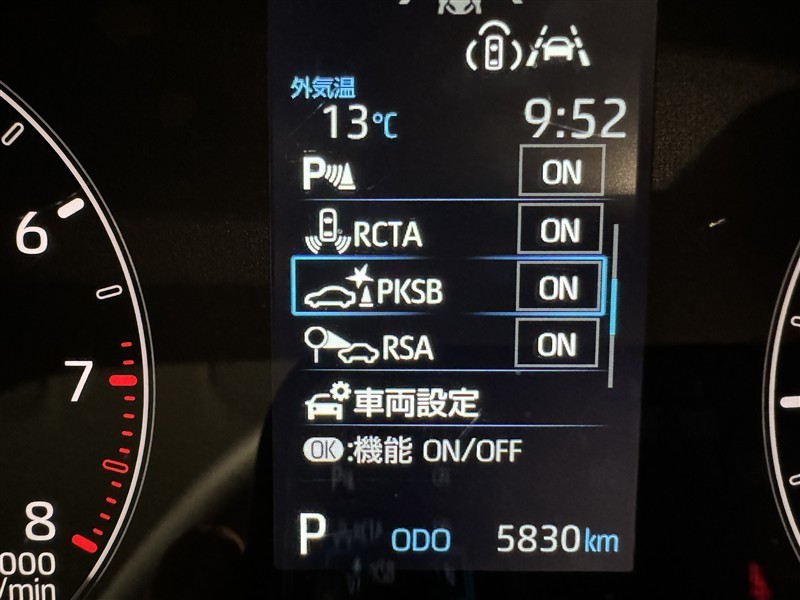 外気温
13℃ 9:52
P ON
RCTA ON
PKSB ON
RSA ON
車両設定
OK:機能 ON/OFF
P ODO 5830km
6
7
8
000
/min